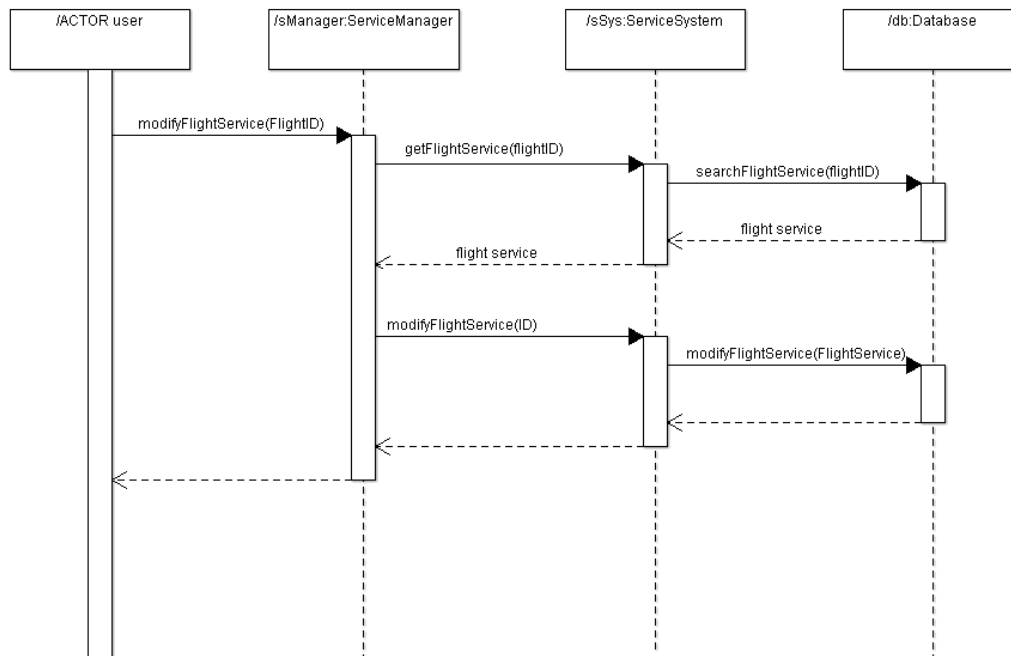 /ACTOR user
/sManager:ServiceManager
/sSys:ServiceSystem
/db:Database
modifyFlightService(FlightID)
getFlightService(flightID)
searchFlightService(flightID)
flight service
flight service
modifyFlightService(ID)
modifyFlightService(FlightService)